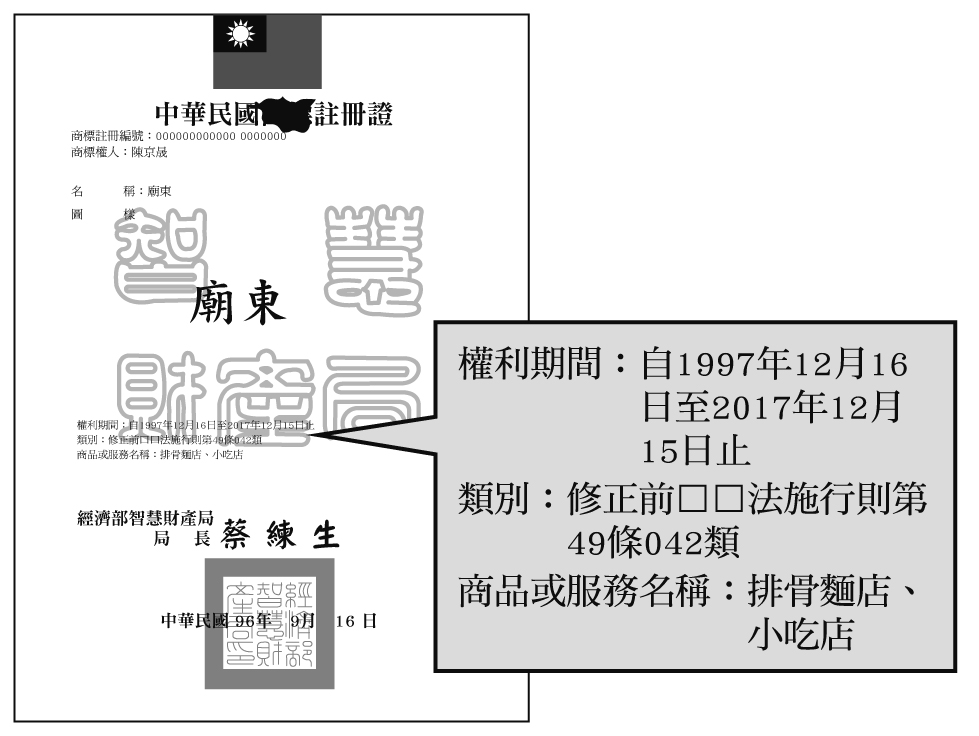 中華民國 註冊證
商標註冊編號：000000000000 0000000
商標權人：陳京晟
名 稱：廟東
圖 樣
智 慧
廟東
財產局
權利期間：自1997年12月16日至2017年12月15日止
類別：修正前□□法施行則第49條042類
商品或服務名稱：排骨麵店、小吃店
經濟部智慧財產局
局 長 蔡練生
經濟部
智慧財
產局印
中華民國 96年 9月 16 日
權利期間：自1997年12月16
日至2017年12月
15日止
類別：修正前□□法施行則第
49條042類
商品或服務名稱：排骨麵店、
小吃店